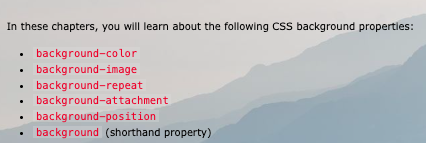 In these chapters, you will learn about the following CSS background properties:
• background-color
• background-image
• background-repeat
• background-attachment
• background-position
• background (shorthand property)